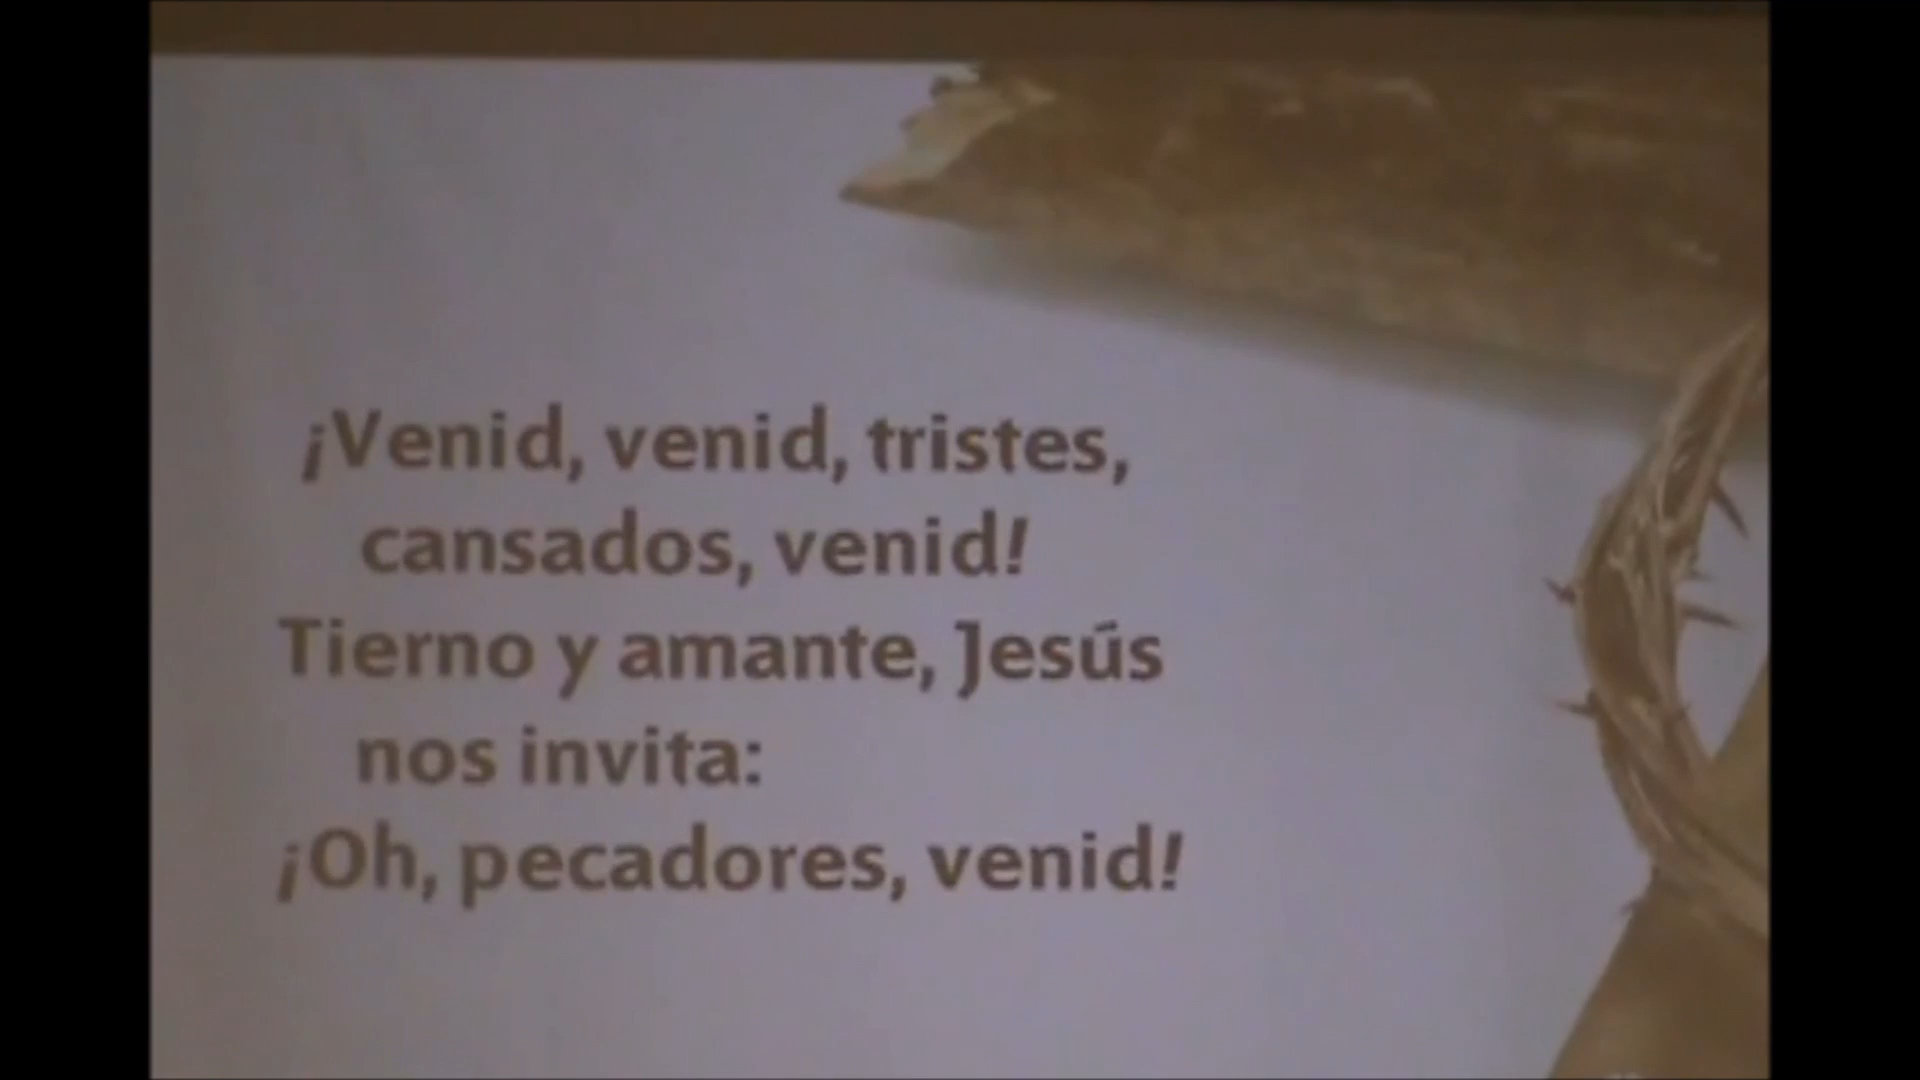 ¡Venid, venid, tristes,
cansados, venid!
Tierno y amante, Jesús
nos invita:
¡Oh, pecadores, venid!